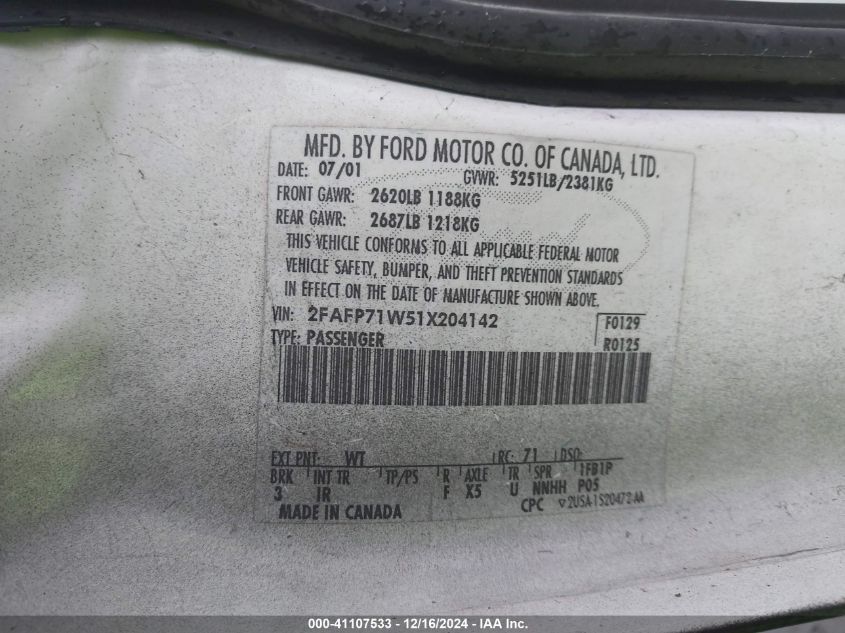 MFD. BY FORD MOTOR CO. OF CANADA, LTD.
DATE: 07/01 GVWR: 5251LB/2381KG
FRONT GAWR: 2620LB 1188KG
REAR GAWR: 2687LB 1218KG
THIS VEHICLE CONFORMS TO ALL APPLICABLE FEDERAL MOTOR
VEHICLE SAFETY, BUMPER, AND THEFT PREVENTION STANDARDS
IN EFFECT ON THE DATE OF MANUFACTURE SHOWN ABOVE.
VIN: 2FAFP71W51X204142 F0129
TYPE: PASSENGER R0125
EXT PNT: WT RC: 71 DSO:
BRK INT TR TP/PS R AXLE TR SPR 1FB1P
3 IR F X5 U NNHH P05
MADE IN CANADA CPC ▽2USA-1S20472-AA
000-41107533 - 12/16/2024 - IAA Inc.